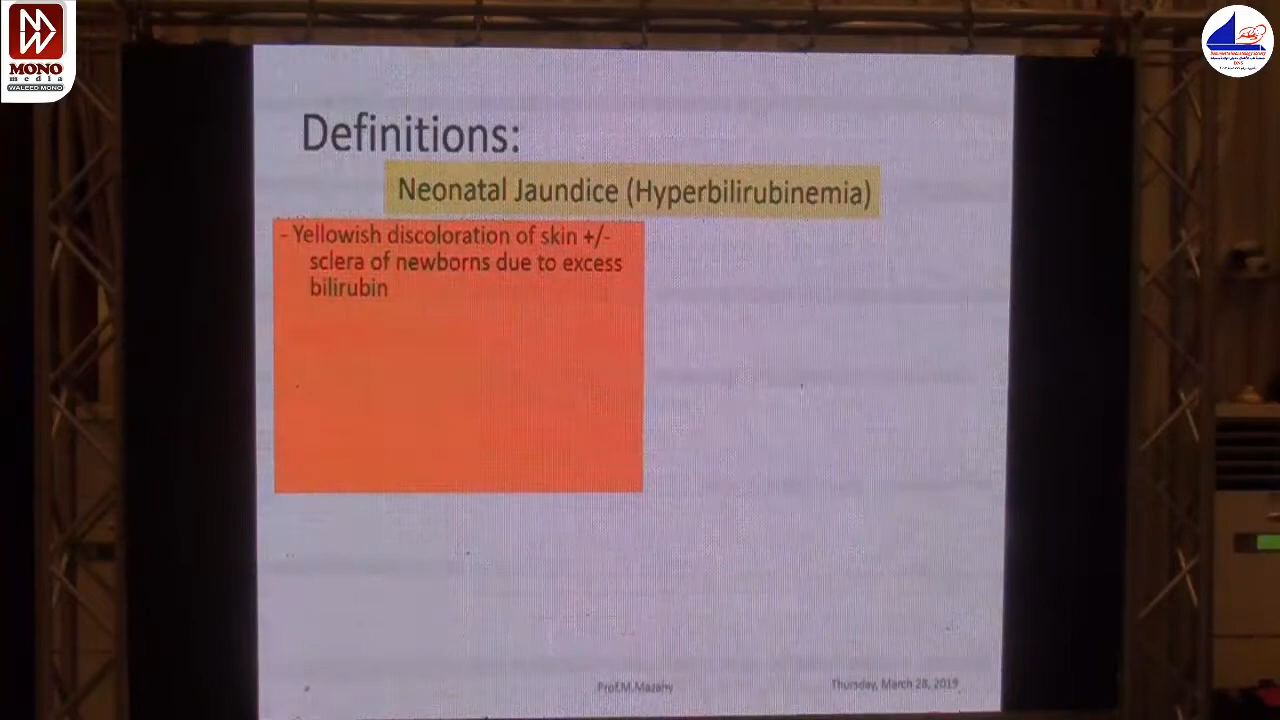 MONO
media
WALEED MONO
Definitions:
Neonatal Jaundice (Hyperbilirubinemia)
- Yellowish discoloration of skin +/-
sclera of newborns due to excess
bilirubin
Prof.M.Mazahy
Thursday, March 28, 2019
DNS